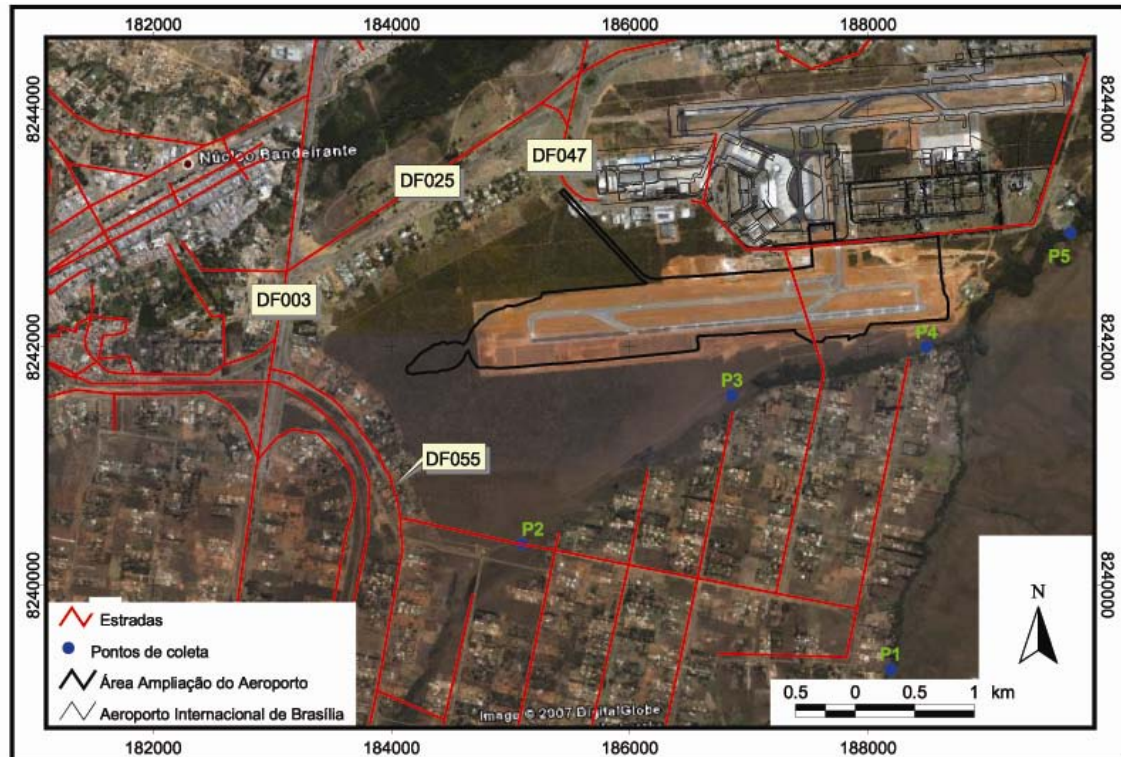 182000 184000 186000 188000
8244000
8244000
Núcleo Bandeirante
DF047
DF025
P5
DF003
8242000
8242000
P4
P3
DF055
P2
8240000
8240000
Estradas
Pontos de coleta
Área Ampliação do Aeroporto
Aeroporto Internacional de Brasília
P1
N
0.5 0 0.5 1 km
Image © 2007 DigitalGlobe
182000 184000 186000 188000